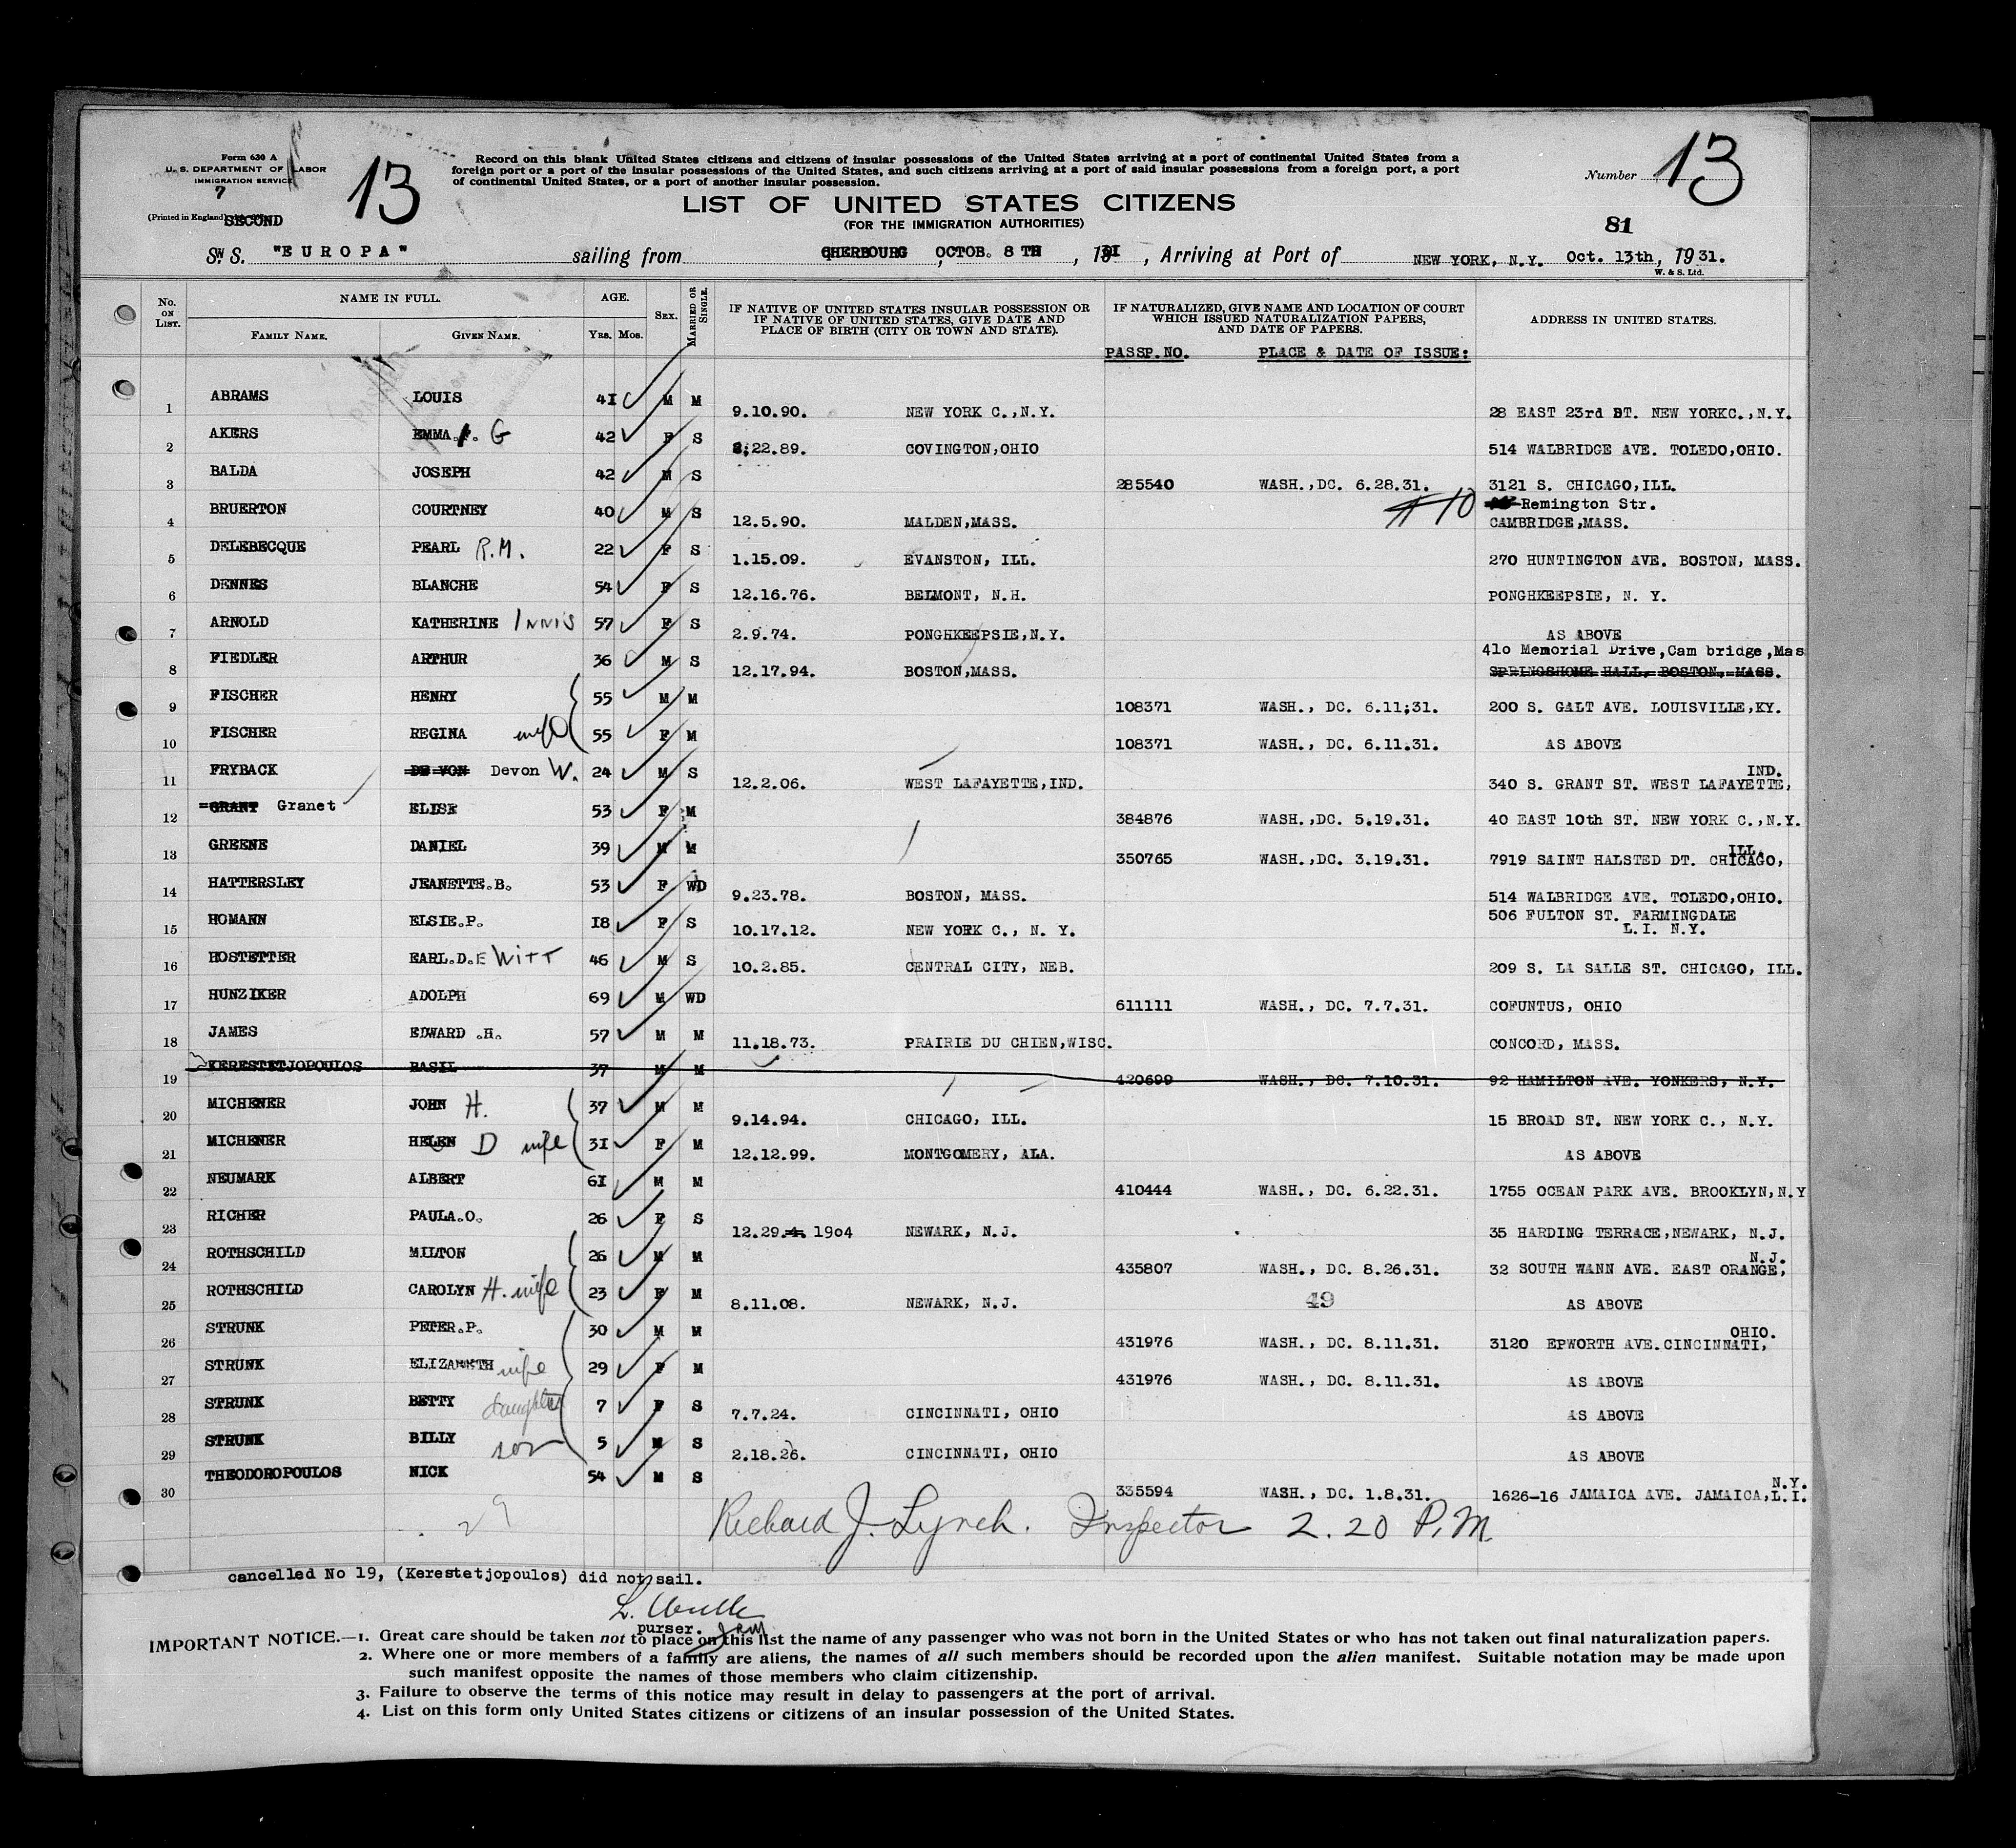 Form 630 A
U. S. DEPARTMENT OF LABOR
IMMIGRATION SERVICE
7
(Printed in England)
SECOND
13
Record on this blank United States citizens and citizens of insular possessions of the United States arriving at a port of continental United States from a
foreign port or a port of the insular possessions of the United States, and such citizens arriving at a port of said insular possessions from a foreign port, a port
of continental United States, or a port of another insular possession.
Number 13
LIST OF UNITED STATES CITIZENS
(FOR THE IMMIGRATION AUTHORITIES)
81
S. S. "EUROPA" sailing from CHERBOURG, OCTOB. 8 TH, 1931, Arriving at Port of NEW YORK, N.Y. Oct. 13th, 1931.
W. & S. Ltd.
No. ON LIST. NAME IN FULL. AGE. SEX. MARRIED OR SINGLE. IF NATIVE OF UNITED STATES INSULAR POSSESSION OR IF NATIVE OF UNITED STATES, GIVE DATE AND PLACE OF BIRTH (CITY OR TOWN AND STATE). IF NATURALIZED, GIVE NAME AND LOCATION OF COURT WHICH ISSUED NATURALIZATION PAPERS, AND DATE OF PAPERS. ADDRESS IN UNITED STATES.
FAMILY NAME. GIVEN NAME. YRS. MOS.
PASSP.NO. PLACE & DATE OF ISSUE:
1 ABRAMS LOUIS 41 M M 9.10.90. NEW YORK C.,N.Y. 28 EAST 23rd DT. NEW YORKC.,N.Y.
2 AKERS EMMA. G 42 F S 22.89. COVINGTON,OHIO 514 WALBRIDGE AVE. TOLEDO,OHIO.
3 BALDA JOSEPH 42 M S 285540 WASH.,DC. 6.28.31. 3121 S. CHICAGO,ILL.
4 BRUERTON COURTNEY 40 M S 12.5.90. MALDEN,MASS. #10 Remington Str. CAMBRIDGE,MASS.
5 DELEBECQUE PEARL R.M. 22 F S 1.15.09. EVANSTON, ILL. 270 HUNTINGTON AVE. BOSTON, MASS.
6 DENNES BLANCHE 54 F S 12.16.76. BELMONT, N.H. PONGHKEEPSIE, N. Y.
7 ARNOLD KATHERINE INNIS 57 F S 2.9.74. PONGHKEEPSIE,N.Y. AS ABOVE
8 FIEDLER ARTHUR 36 M S 12.17.94. BOSTON,MASS. 410 Memorial Drive,Cam bridge,Mas SPRINGSHOME HALL, BOSTON, MASS.
9 FISCHER HENRY 55 M M 108371 WASH., DC. 6.11;31. 200 S. GALT AVE. LOUISVILLE,KY.
10 FISCHER REGINA wife 55 F M 108371 WASH., DC. 6.11.31. AS ABOVE
11 FRYBACK DE VON Devon W. 24 M S 12.2.06. WEST LAFAYETTE,IND. 340 S. GRANT ST. WEST LAFAYETTE, IND.
12 GRANT Granet ELISE 53 F M 384876 WASH.,DC. 5.19.31. 40 EAST 10th ST. NEW YORK C.,N.Y.
13 GREENE DANIEL 39 M M 350765 WASH.,DC. 3.19.31. 7919 SAINT HALSTED DT. CHICAGO, ILL.
14 HATTERSLEY JEANETTE.B. 53 F WD 9.23.78. BOSTON, MASS. 514 WALBRIDGE AVE. TOLEDO,OHIO.
15 HOMANN ELSIE.P. 18 F S 10.17.12. NEW YORK C., N. Y. 506 FULTON ST. FARMINGDALE L.I. N.Y.
16 HOSTETTER EARL.D.E WITT 46 M S 10.2.85. CENTRAL CITY, NEB. 209 S. LA SALLE ST. CHICAGO, ILL.
17 HUNZIKER ADOLPH 69 M WD 611111 WASH., DC. 7.7.31. COFUNTUS, OHIO
18 JAMES EDWARD .H. 57 M M 11.18.73. PRAIRIE DU CHIEN,WISC. CONCORD, MASS.
19 KERESTETJOPOULOS BASIL 37 M M 420699 WASH., DC. 7.10.31. 92 HAMILTON AVE. YONKERS, N.Y.
20 MICHENER JOHN H. 37 M M 9.14.94. CHICAGO, ILL. 15 BROAD ST. NEW YORK C., N.Y.
21 MICHENER HELEN D wife 31 F M 12.12.99. MONTGOMERY, ALA. AS ABOVE
22 NEUMARK ALBERT 61 M M 410444 WASH., DC. 6.22.31. 1755 OCEAN PARK AVE. BROOKLYN,N.Y
23 RICHER PAULA.O. 26 F S 12.29.4. 1904 NEWARK, N.J. 35 HARDING TERRACE,NEWARK, N.J.
24 ROTHSCHILD MILTON 26 M M 435807 WASH., DC. 8.26.31. 32 SOUTH WANN AVE. EAST ORANGE, N.J.
25 ROTHSCHILD CAROLYN H. wife 23 F M 8.11.08. NEWARK, N.J. 49 AS ABOVE
26 STRUNK PETER.P. 30 M M 431976 WASH., DC. 8.11.31. 3120 EPWORTH AVE.CINCINNATI, OHIO.
27 STRUNK ELIZABETH wife 29 F M 431976 WASH., DC. 8.11.31. AS ABOVE
28 STRUNK BETTY daughter 7 F S 7.7.24. CINCINNATI, OHIO AS ABOVE
29 STRUNK BILLY son 5 M S 2.18.26. CINCINNATI, OHIO AS ABOVE
30 THEODOROPOULOS NICK 54 M S 335594 WASH., DC. 1.8.31. 1626-16 JAMAICA AVE. JAMAICA,L.I. N.Y.
29 Richard J. Lynch. Inspector 2.20 P.M.
cancelled No 19, (Kerestetjopoulos) did not sail.
purser.
IMPORTANT NOTICE.—1. Great care should be taken not to place on this list the name of any passenger who was not born in the United States or who has not taken out final naturalization papers.
2. Where one or more members of a family are aliens, the names of all such members should be recorded upon the alien manifest. Suitable notation may be made upon
such manifest opposite the names of those members who claim citizenship.
3. Failure to observe the terms of this notice may result in delay to passengers at the port of arrival.
4. List on this form only United States citizens or citizens of an insular possession of the United States.